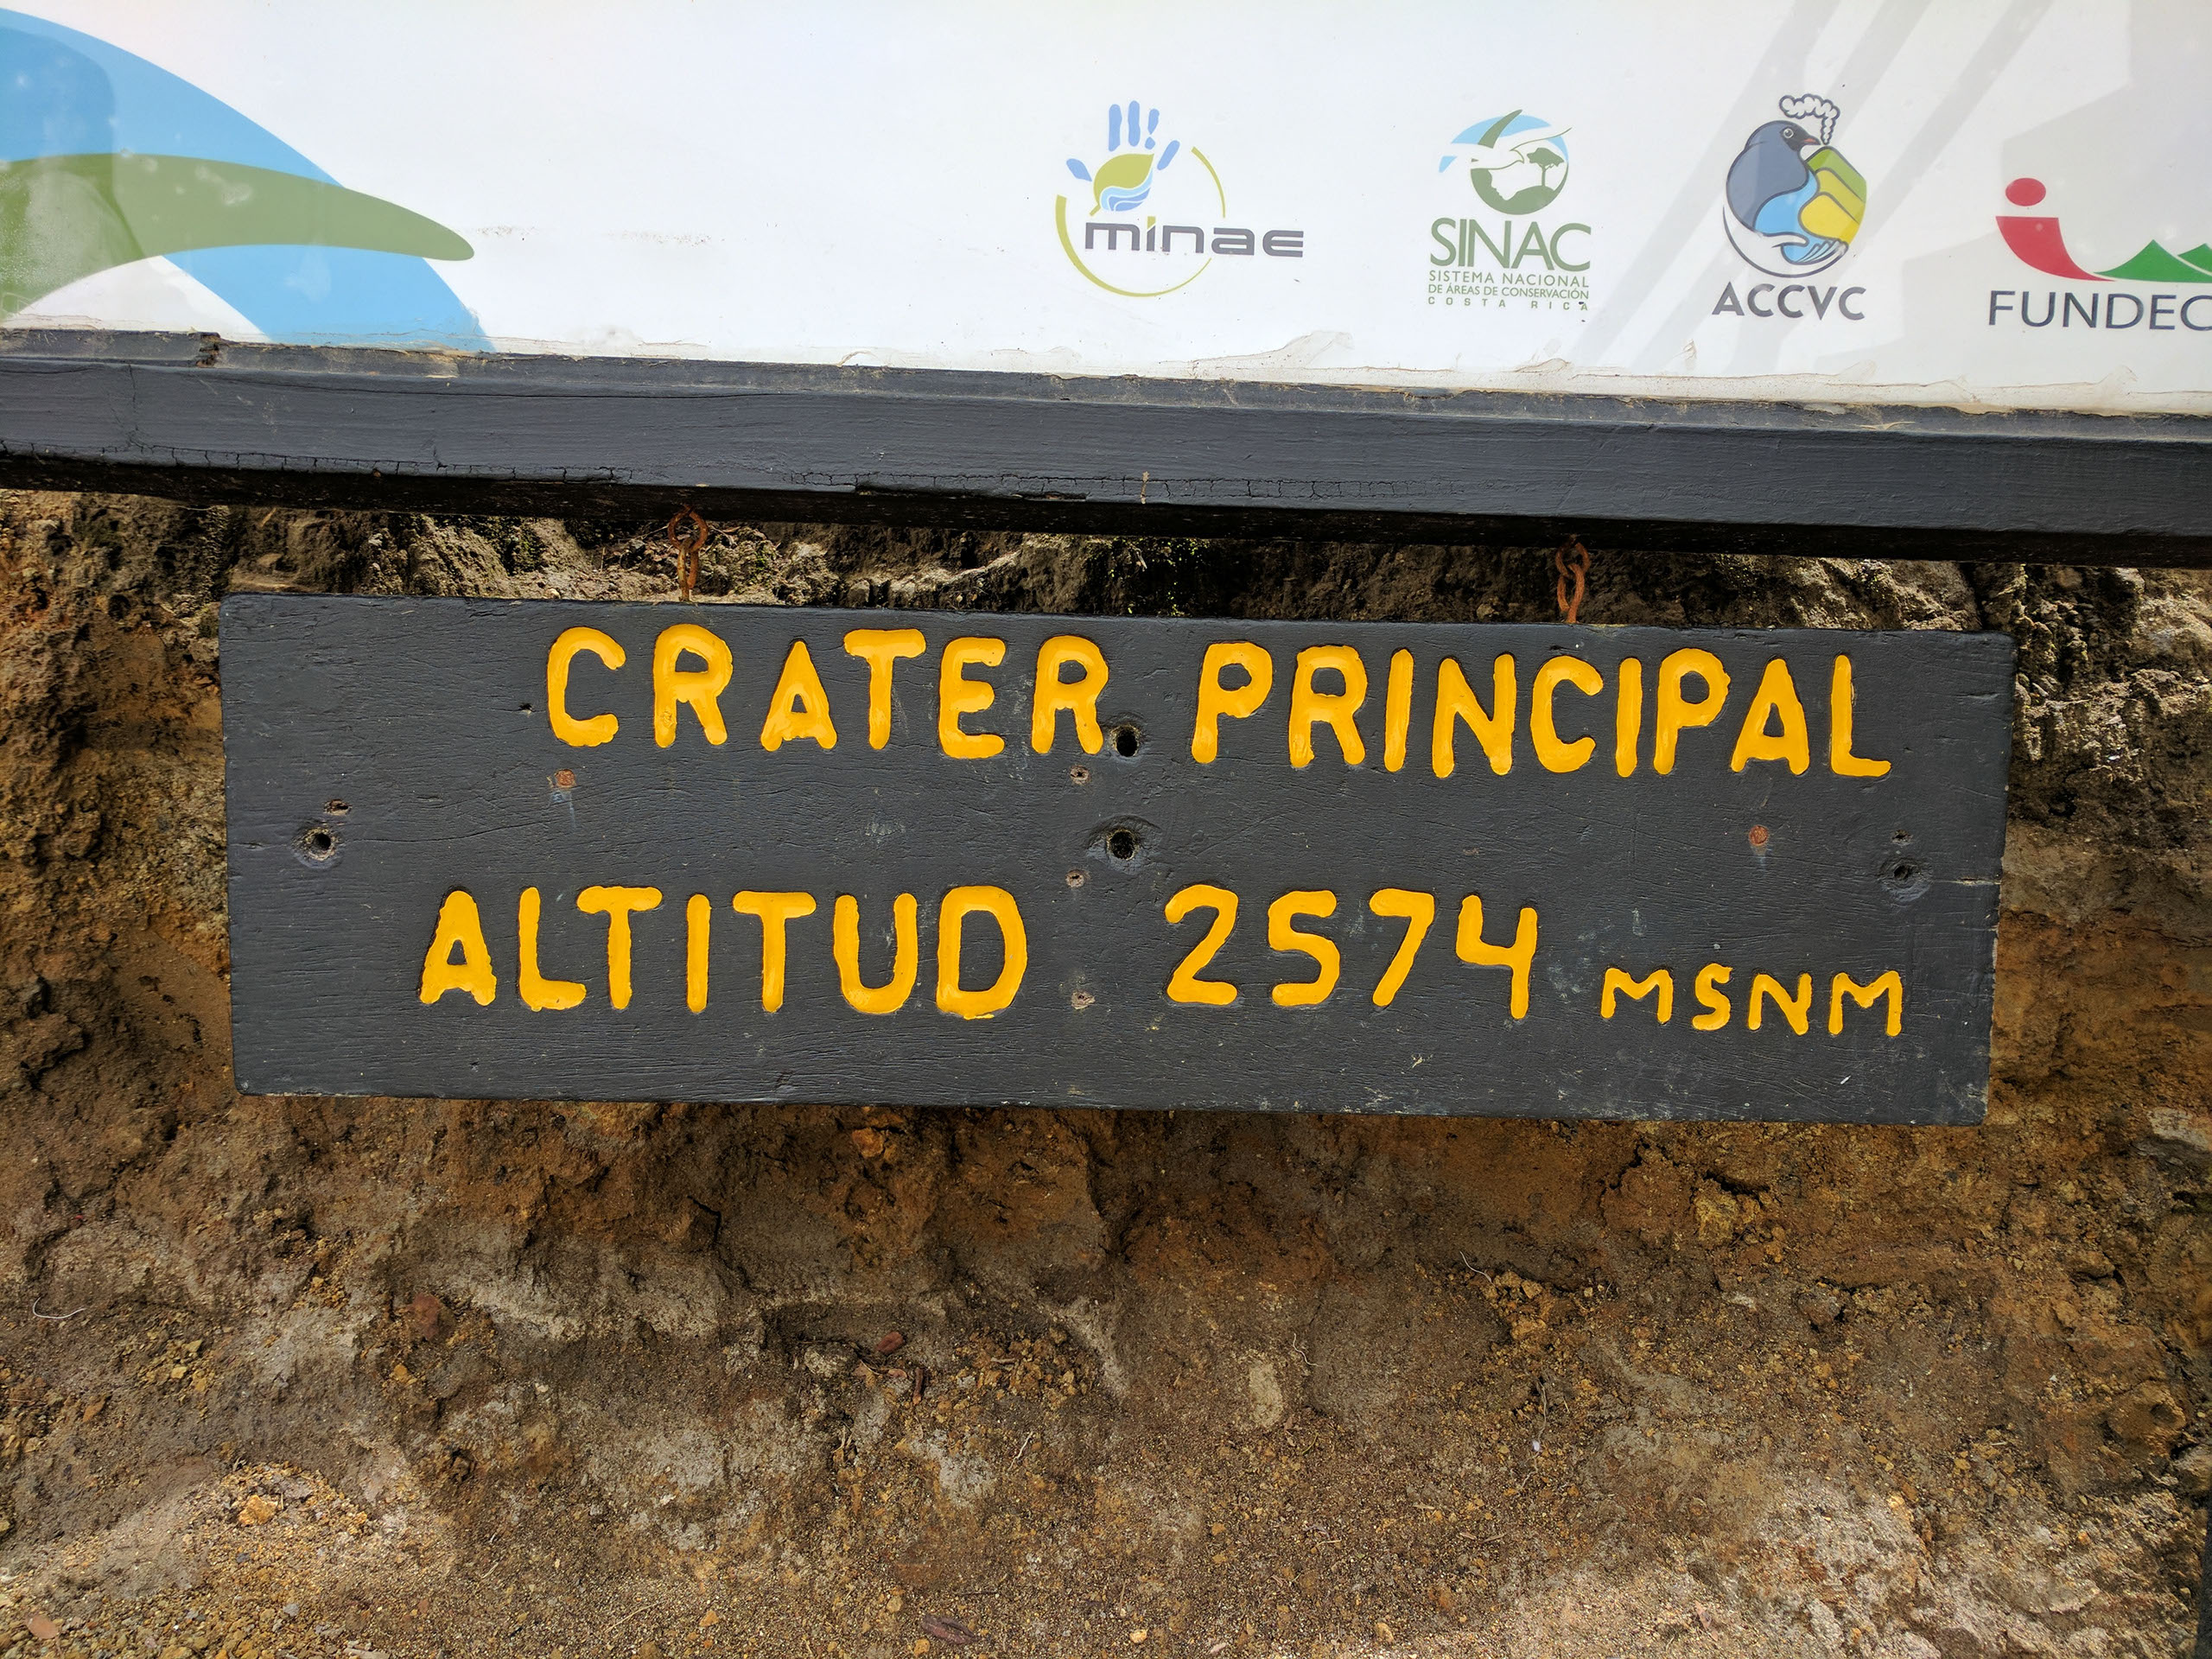 minae
SINAC
SISTEMA NACIONAL
DE ÁREAS DE CONSERVACIÓN
COSTA RICA
ACCVC
FUNDEC
CRATER PRINCIPAL
ALTITUD 2574 MSNM